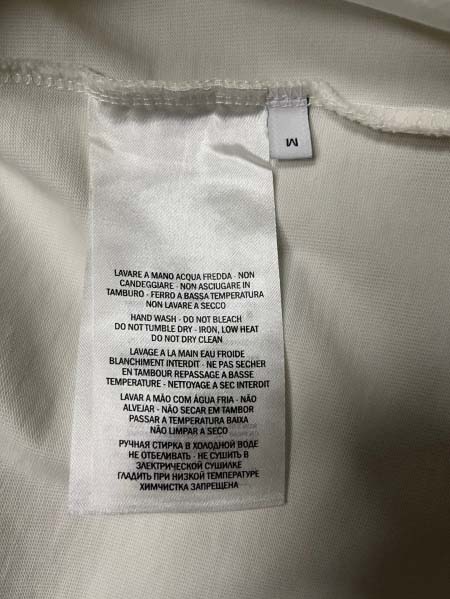 M
LAVARE A MANO ACQUA FREDDA - NON
CANDEGGIARE - NON ASCIUGARE IN
TAMBURO - FERRO A BASSA TEMPERATURA
NON LAVARE A SECCO
HAND WASH - DO NOT BLEACH
DO NOT TUMBLE DRY - IRON, LOW HEAT
DO NOT DRY CLEAN
LAVAGE A LA MAIN EAU FROIDE
BLANCHIMENT INTERDIT - NE PAS SECHER
EN TAMBOUR REPASSAGE A BASSE
TEMPERATURE - NETTOYAGE A SEC INTERDIT
LAVAR A MÃO COM ÁGUA FRIA - NÃO
ALVEJAR - NÃO SECAR EM TAMBOR
PASSAR A TEMPERATURA BAIXA
NÃO LIMPAR A SECO
РУЧНАЯ СТИРКА В ХОЛОДНОЙ ВОДЕ
НЕ ОТБЕЛИВАТЬ - НЕ СУШИТЬ В
ЭЛЕКТРИЧЕСКОЙ СУШИЛКЕ
ГЛАДИТЬ ПРИ НИЗКОЙ ТЕМПЕРАТУРЕ
ХИМЧИСТКА ЗАПРЕЩЕНА